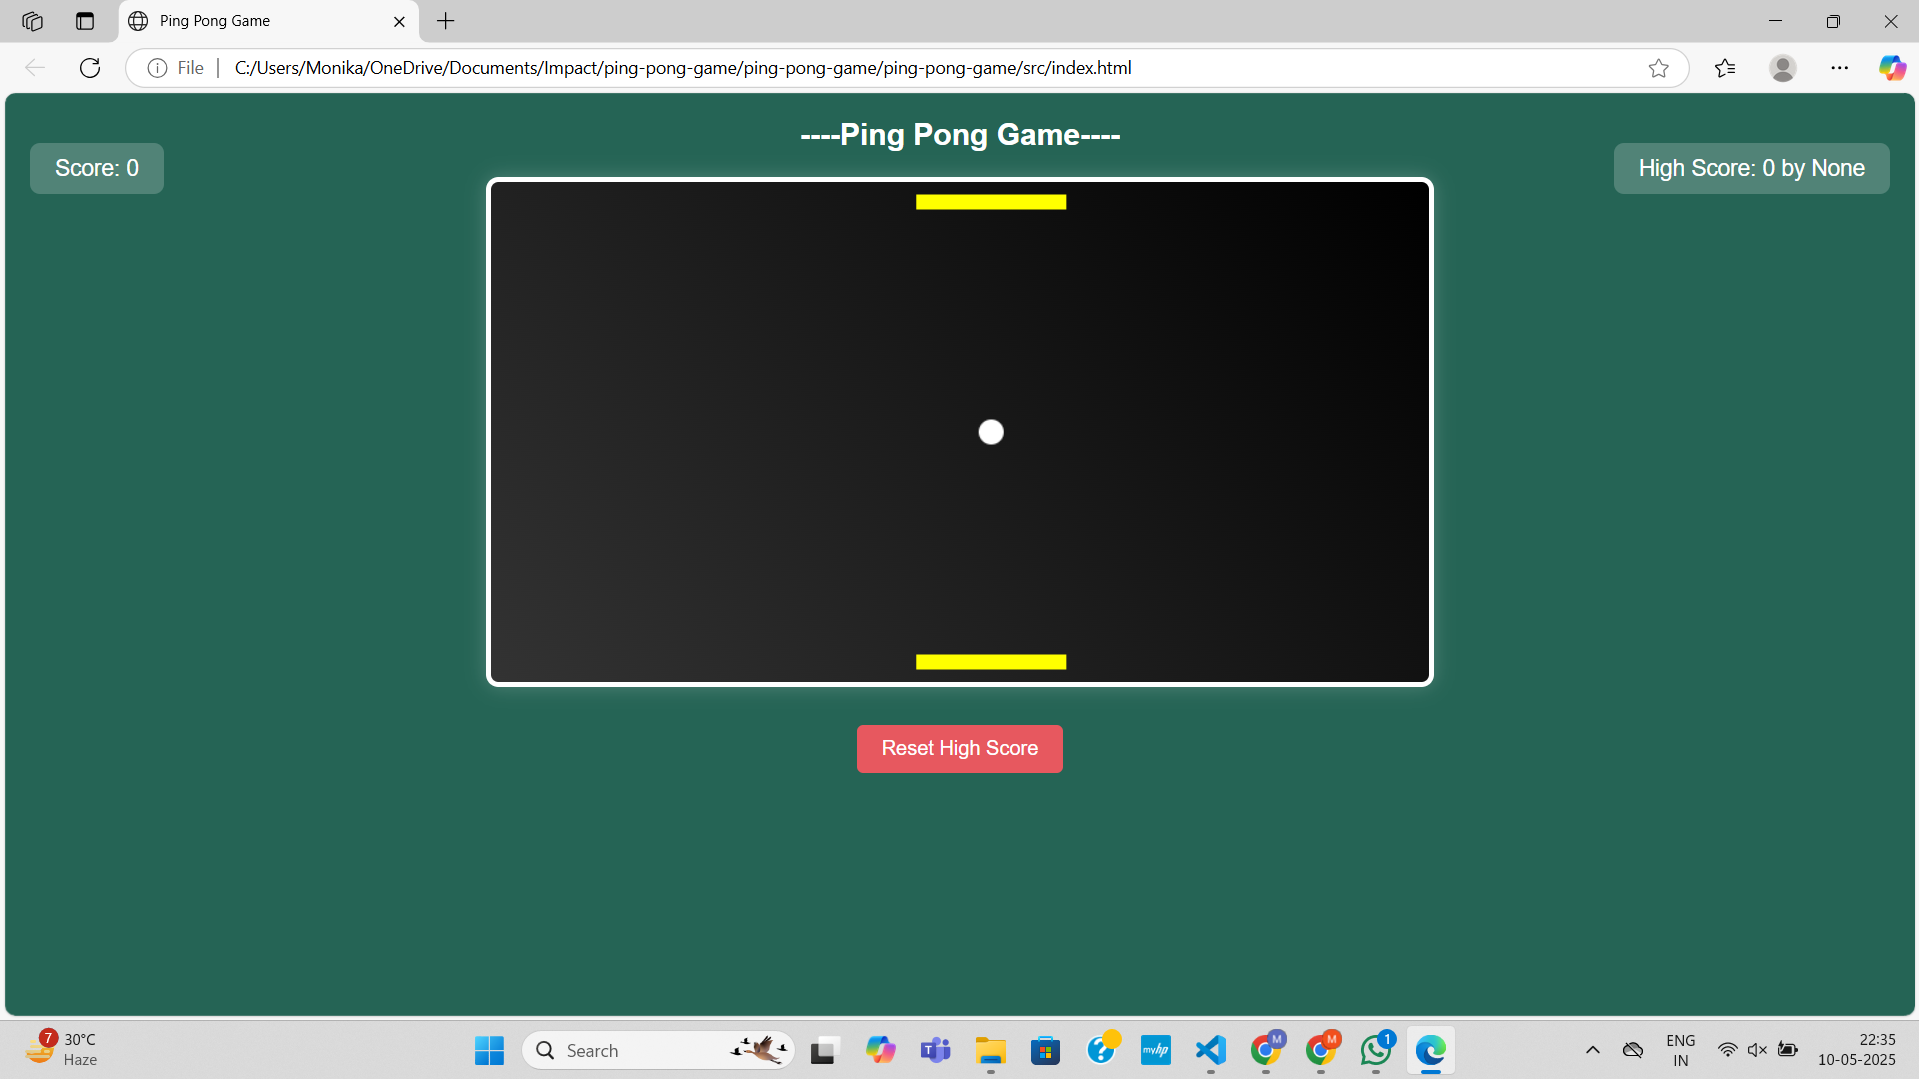 Ping Pong Game
File
C:/Users/Monika/OneDrive/Documents/Impact/ping-pong-game/ping-pong-game/ping-pong-game/src/index.html
----Ping Pong Game----
Score: 0
High Score: 0 by None
Reset High Score
7
30°C
Haze
Search
T
?
myhp
M
M
1
ENG
IN
22:35
10-05-2025